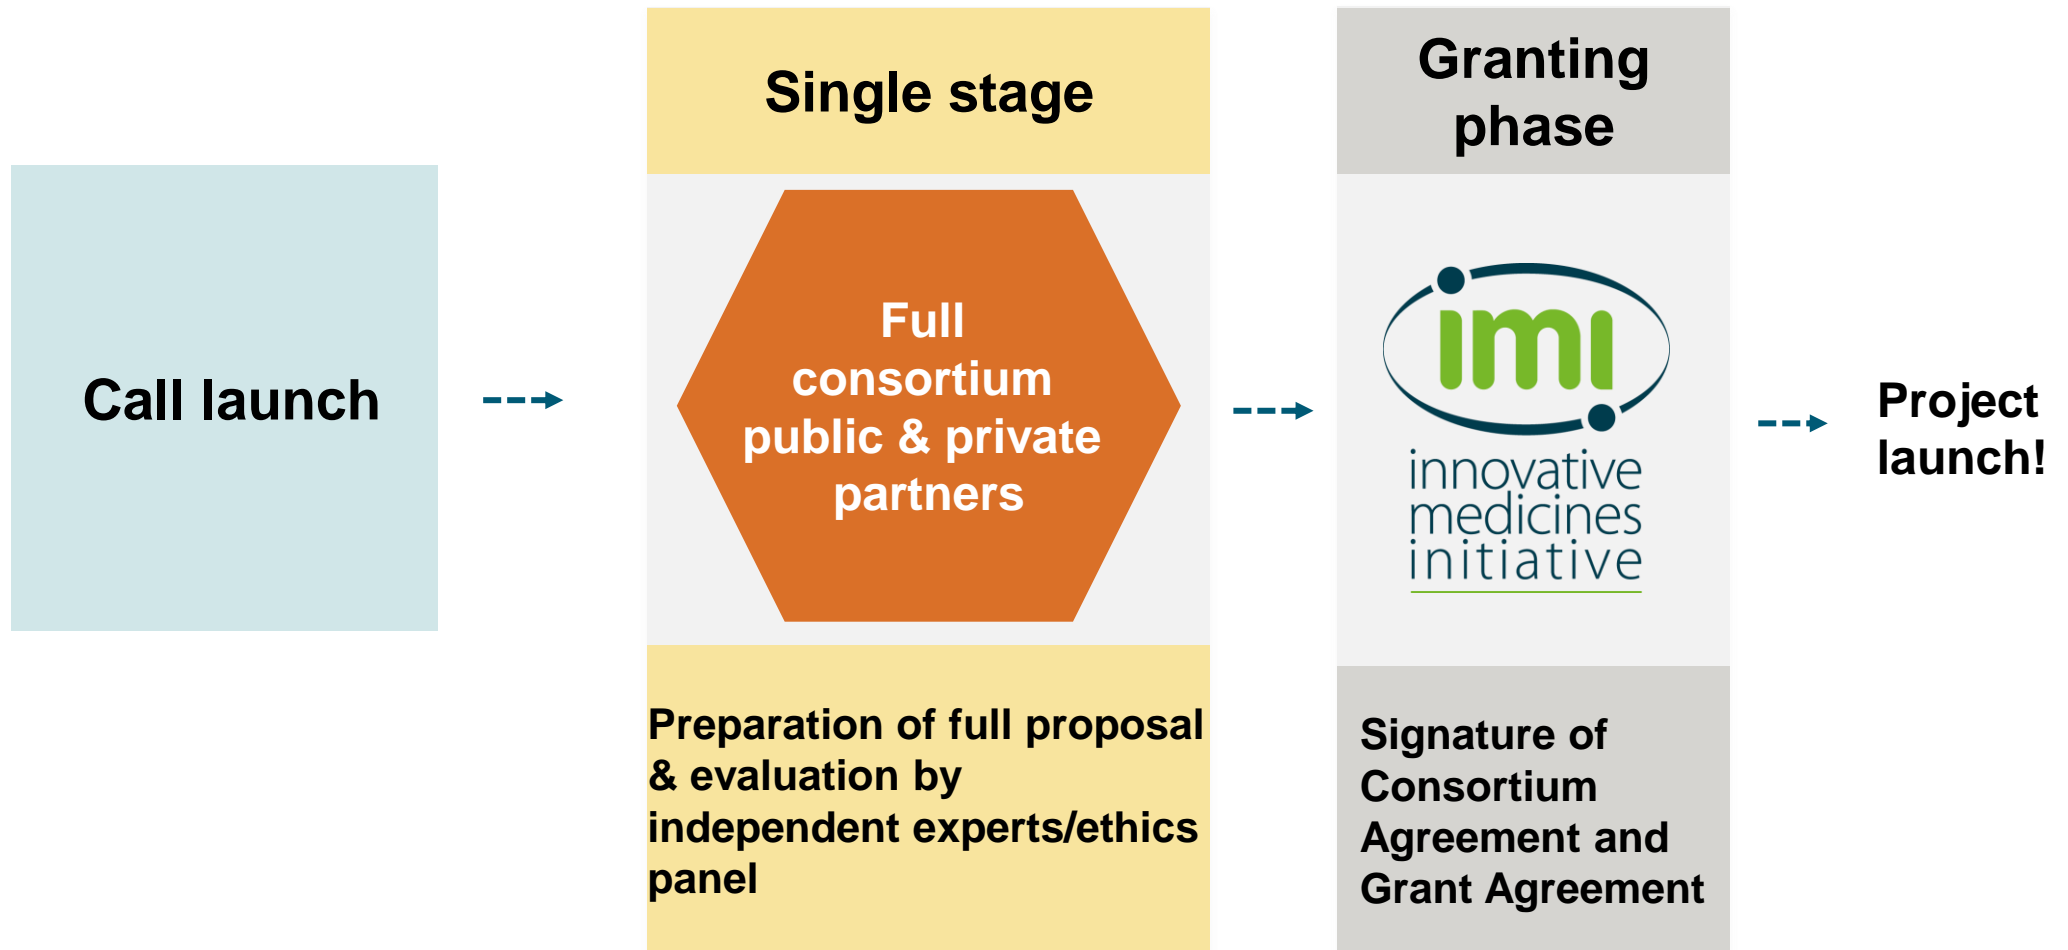 Call launch
Single stage
Full
consortium
public & private
partners
Preparation of full proposal
& evaluation by
independent experts/ethics
panel
Granting
phase
imi
innovative
medicines
initiative
Signature of
Consortium
Agreement and
Grant Agreement
Project
launch!